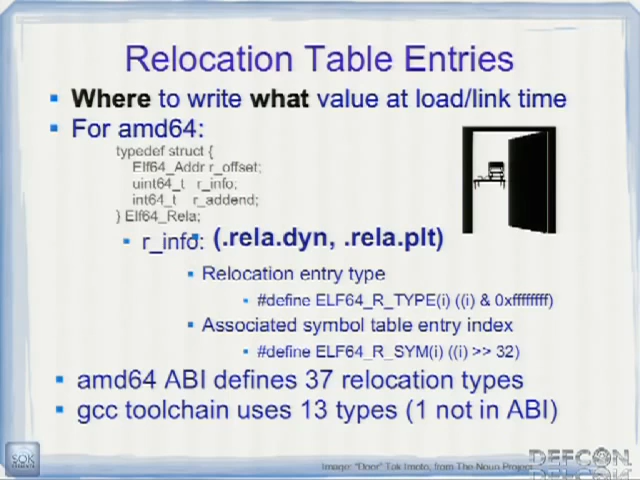 Relocation Table Entries
Where to write what value at load/link time
For amd64:
typedef struct {
Elf64_Addr r_offset;
uint64_t r_info;
int64_t r_addend;
} Elf64_Rela;
r_info: (.rela.dyn, .rela.plt)
Relocation entry type
#define ELF64_R_TYPE(i) ((i) & 0xffffffff)
Associated symbol table entry index
#define ELF64_R_SYM(i) ((i) >> 32)
amd64 ABI defines 37 relocation types
gcc toolchain uses 13 types (1 not in ABI)
SOK
Image: "Door" Tak Imoto, from The Noun Project
DEFCON